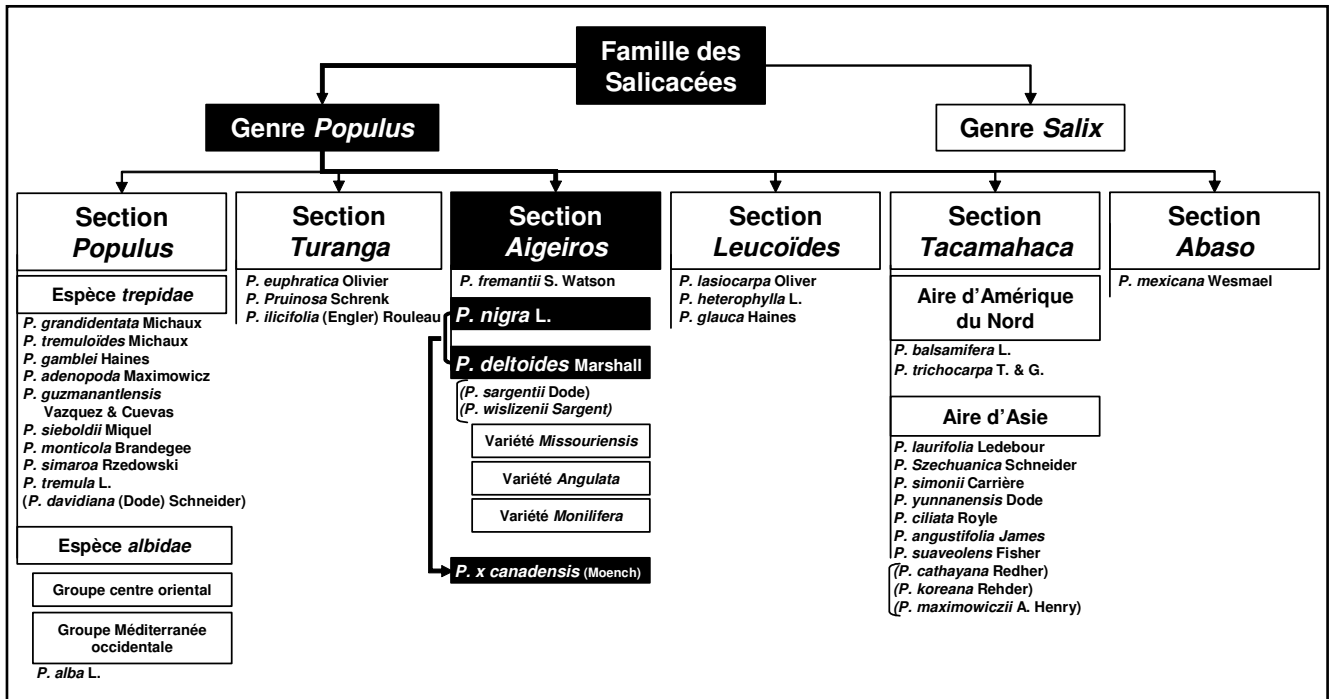 Famille des
Salicacées
Genre Populus
Genre Salix
Section
Populus
Espèce trepidae
P. grandidentata Michaux
P. tremuloïdes Michaux
P. gamblei Haines
P. adenopoda Maximowicz
P. guzmanantlensis
Vazquez & Cuevas
P. sieboldii Miquel
P. monticola Brandegee
P. simaroa Rzedowski
P. tremula L.
(P. davidiana (Dode) Schneider)
Espèce albidae
Groupe centre oriental
Groupe Méditerranée
occidentale
P. alba L.
Section
Turanga
P. euphratica Olivier
P. Pruinosa Schrenk
P. ilicifolia (Engler) Rouleau
Section
Aigeiros
P. fremantii S. Watson
P. nigra L.
P. deltoides Marshall
(P. sargentii Dode)
(P. wislizenii Sargent)
Variété Missouriensis
Variété Angulata
Variété Monilifera
P. x canadensis (Moench)
Section
Leucoïdes
P. lasiocarpa Oliver
P. heterophylla L.
P. glauca Haines
Section
Tacamahaca
Aire d'Amérique
du Nord
P. balsamifera L.
P. trichocarpa T. & G.
Aire d'Asie
P. laurifolia Ledebour
P. Szechuanica Schneider
P. simonii Carrière
P. yunnanensis Dode
P. ciliata Royle
P. angustifolia James
P. suaveolens Fisher
(P. cathayana Redher)
(P. koreana Rehder)
(P. maximowiczii A. Henry)
Section
Abaso
P. mexicana Wesmael